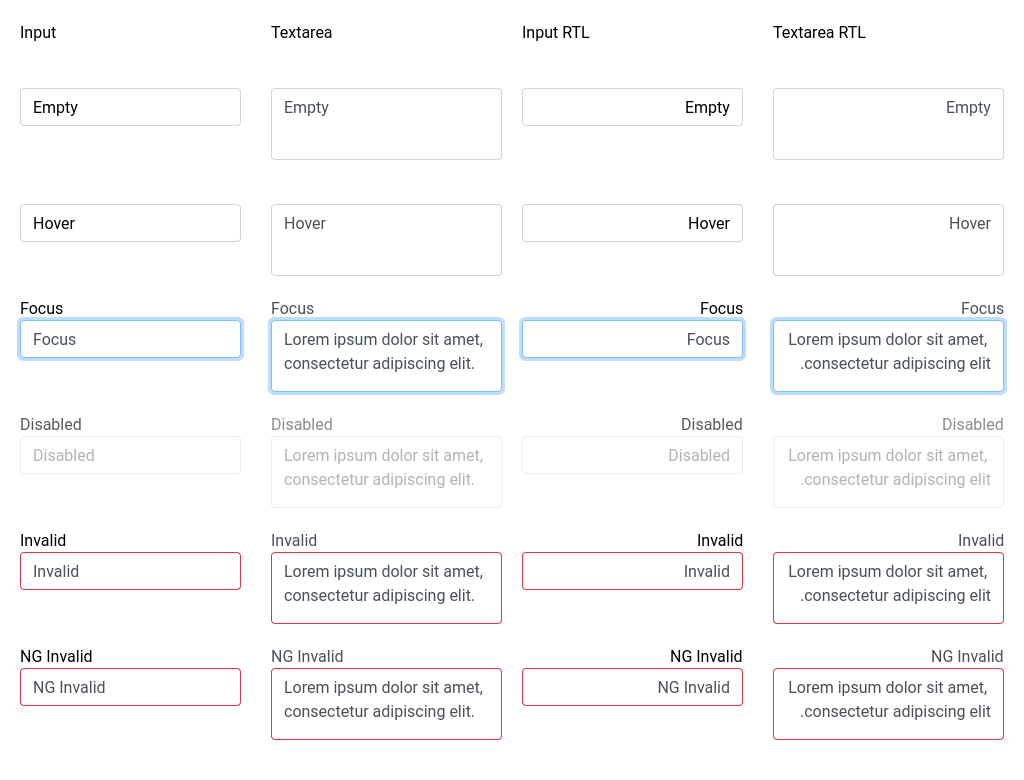 Input
Textarea
Input RTL
Textarea RTL
Empty
Empty
Empty
Empty
Hover
Hover
Hover
Hover
Focus
Focus
Focus
Focus
Focus
Lorem ipsum dolor sit amet,
consectetur adipiscing elit.
Focus
Lorem ipsum dolor sit amet,
.consectetur adipiscing elit
Disabled
Disabled
Disabled
Disabled
Disabled
Lorem ipsum dolor sit amet,
consectetur adipiscing elit.
Disabled
Lorem ipsum dolor sit amet,
.consectetur adipiscing elit
Invalid
Invalid
Invalid
Invalid
Invalid
Lorem ipsum dolor sit amet,
consectetur adipiscing elit.
Invalid
Lorem ipsum dolor sit amet,
.consectetur adipiscing elit
NG Invalid
NG Invalid
NG Invalid
NG Invalid
NG Invalid
Lorem ipsum dolor sit amet,
consectetur adipiscing elit.
NG Invalid
Lorem ipsum dolor sit amet,
.consectetur adipiscing elit